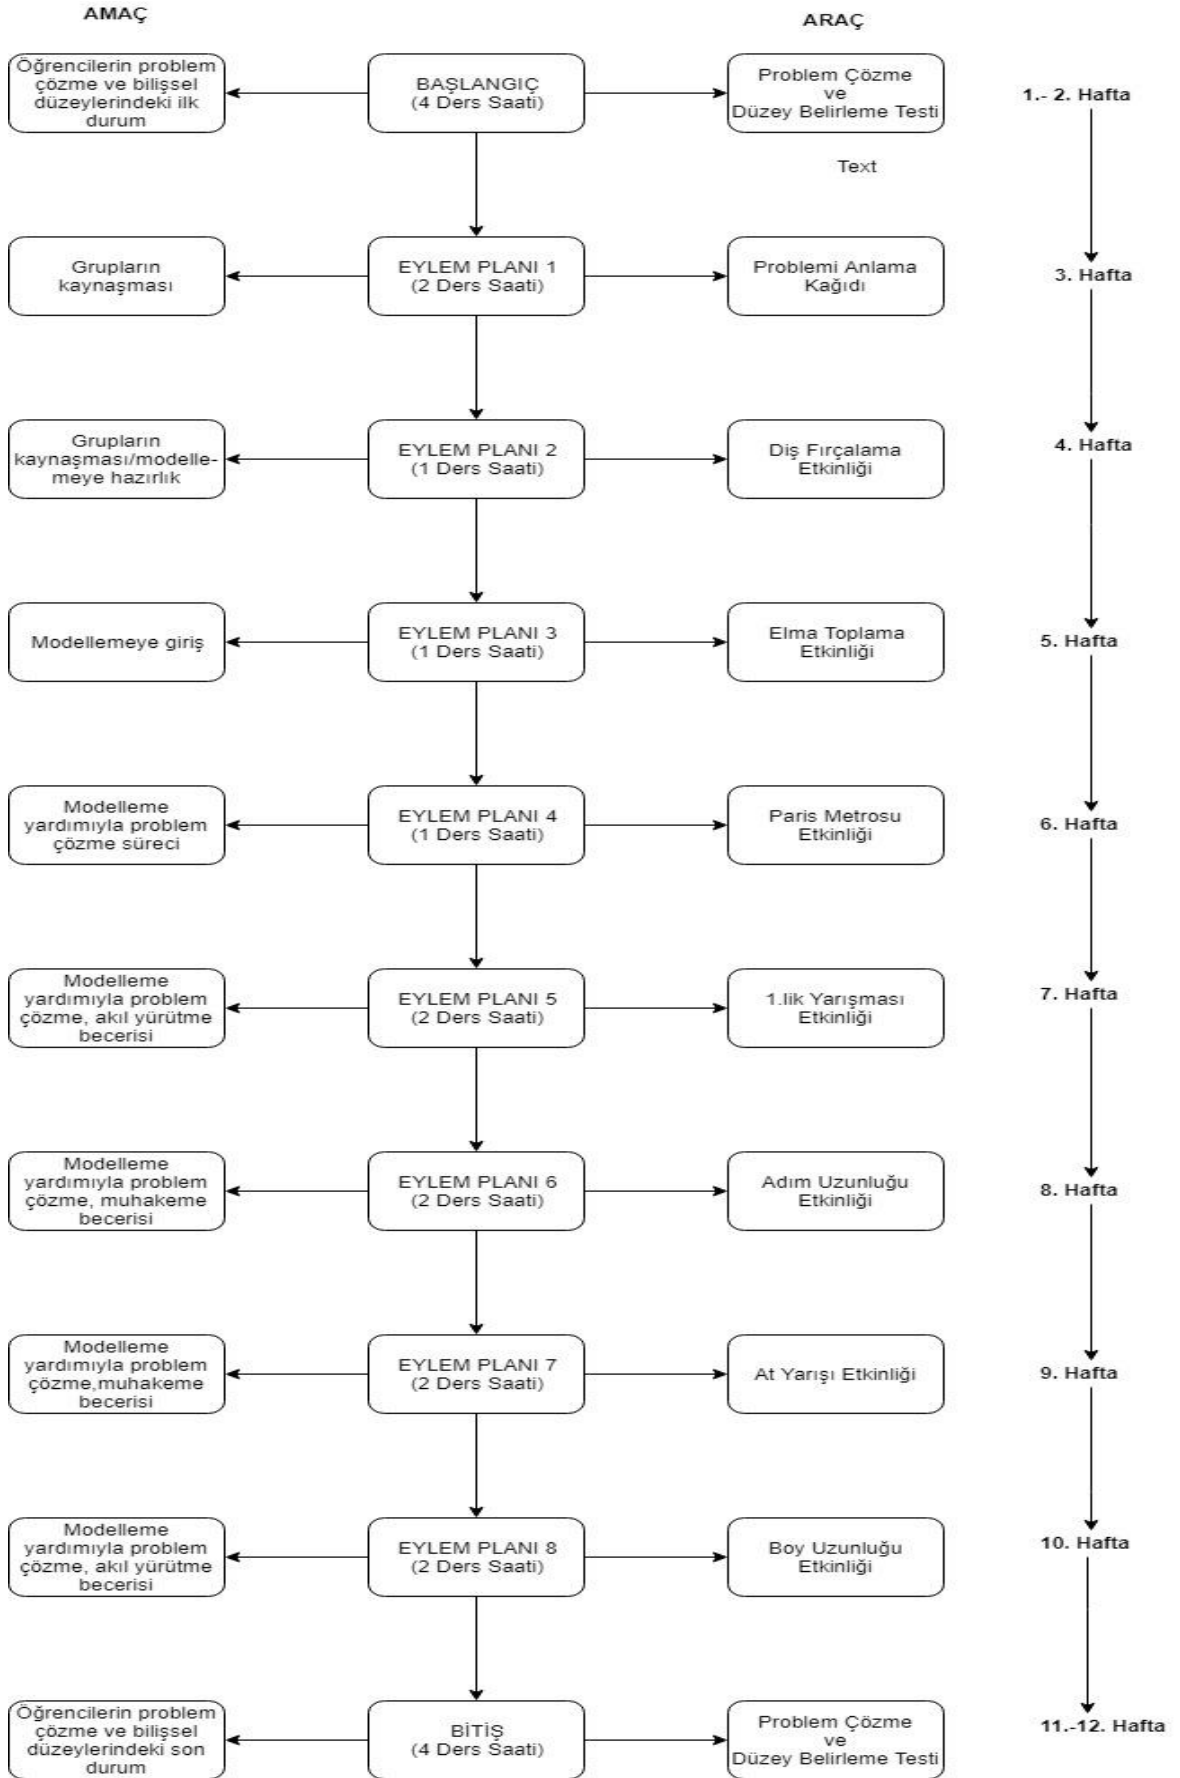 AMAÇ
ARAÇ
Öğrencilerin problem
çözme ve bilişsel
düzeylerindeki ilk
durum
BAŞLANGIÇ
(4 Ders Saati)
Problem Çözme
ve
Düzey Belirleme Testi
1.- 2. Hafta
Text
Grupların
kaynaşması
EYLEM PLANI 1
(2 Ders Saati)
Problemi Anlama
Kağıdı
3. Hafta
Grupların
kaynaşması/modelle-
meye hazırlık
EYLEM PLANI 2
(1 Ders Saati)
Diş Fırçalama
Etkinliği
4. Hafta
Modellemeye giriş
EYLEM PLANI 3
(1 Ders Saati)
Elma Toplama
Etkinliği
5. Hafta
Modelleme
yardımıyla problem
çözme süreci
EYLEM PLANI 4
(1 Ders Saati)
Paris Metrosu
Etkinliği
6. Hafta
Modelleme
yardımıyla problem
çözme, akıl yürütme
becerisi
EYLEM PLANI 5
(2 Ders Saati)
1.lik Yarışması
Etkinliği
7. Hafta
Modelleme
yardımıyla problem
çözme, muhakeme
becerisi
EYLEM PLANI 6
(2 Ders Saati)
Adım Uzunluğu
Etkinliği
8. Hafta
Modelleme
yardımıyla problem
çözme,muhakeme
becerisi
EYLEM PLANI 7
(2 Ders Saati)
At Yarışı Etkinliği
9. Hafta
Modelleme
yardımıyla problem
çözme, akıl yürütme
becerisi
EYLEM PLANI 8
(2 Ders Saati)
Boy Uzunluğu
Etkinliği
10. Hafta
Öğrencilerin problem
çözme ve bilişsel
düzeylerindeki son
durum
BİTİŞ
(4 Ders Saati)
Problem Çözme
ve
Düzey Belirleme Testi
11.-12. Hafta